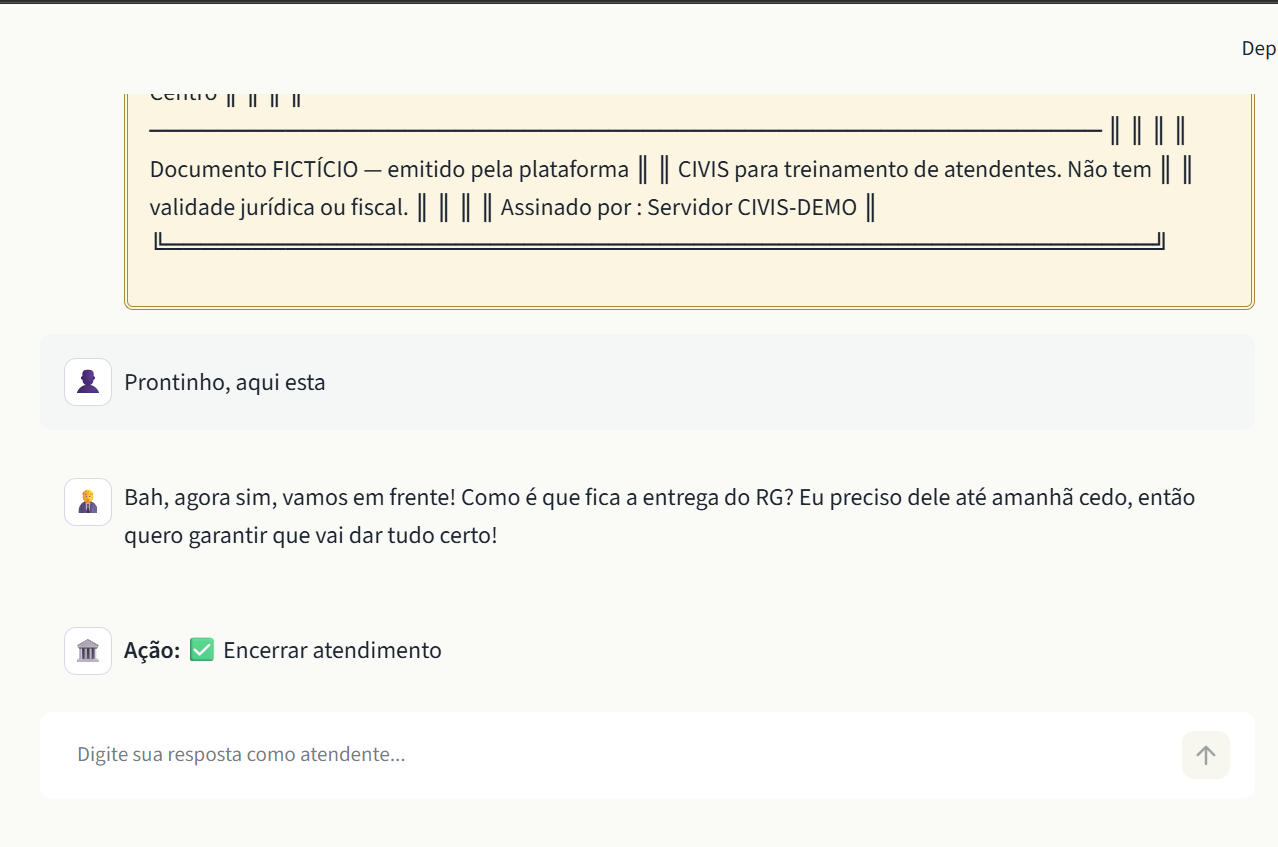 Dep
Centro ║ ║ ║ ║
────────────────────────────────────────────────────────── ║ ║ ║ ║
Documento FICTÍCIO — emitido pela plataforma ║ ║ CIVIS para treinamento de atendentes. Não tem ║ ║
validade jurídica ou fiscal. ║ ║ ║ ║ Assinado por : Servidor CIVIS-DEMO ║
╚══════════════════════════════════════════════════════════╝
Prontinho, aqui esta
Bah, agora sim, vamos em frente! Como é que fica a entrega do RG? Eu preciso dele até amanhã cedo, então
quero garantir que vai dar tudo certo!
Ação: ✅ Encerrar atendimento
Digite sua resposta como atendente...